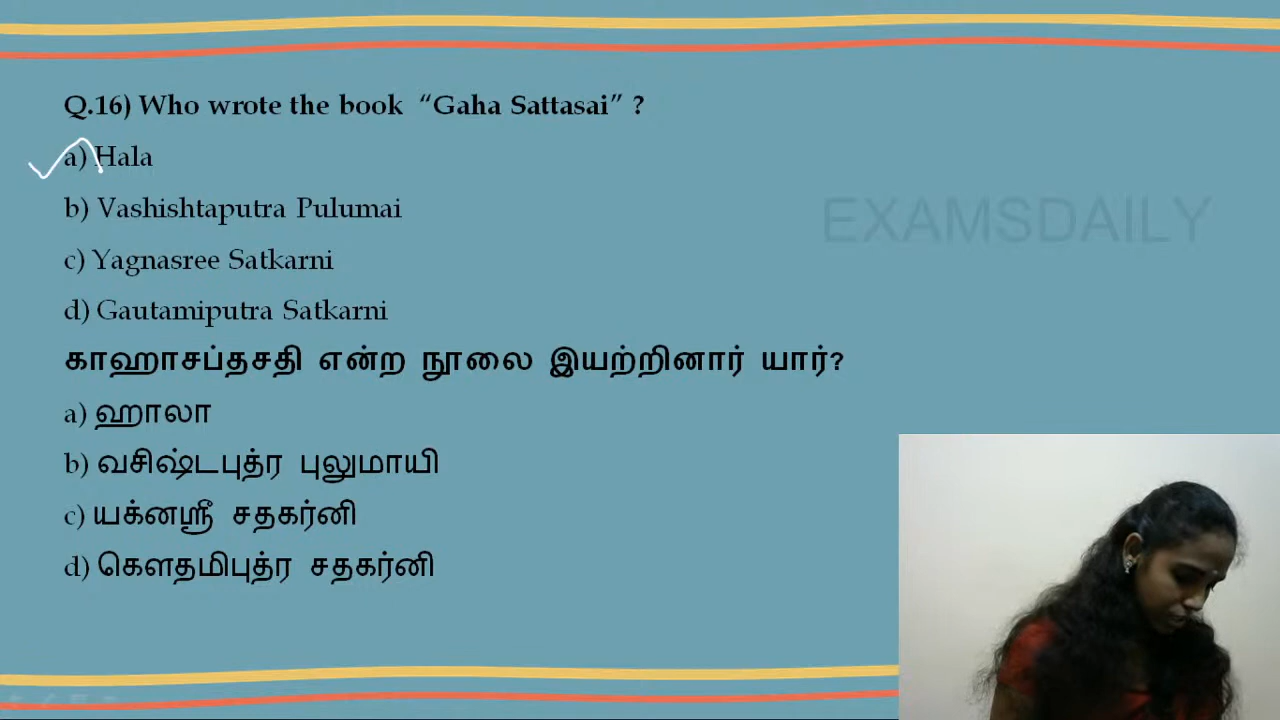 Q.16) Who wrote the book “Gaha Sattasai” ?
a) Hala
b) Vashishtaputra Pulumai
c) Yagnasree Satkarni
d) Gautamiputra Satkarni
காஹாசப்தசதி என்ற நூலை இயற்றினார் யார்?
a) ஹாலா
b) வசிஷ்டபுத்ர புலுமாயி
c) யக்னஸ்ரீ சதகர்னி
d) கௌதமிபுத்ர சதகர்னி
EXAMSDAILY